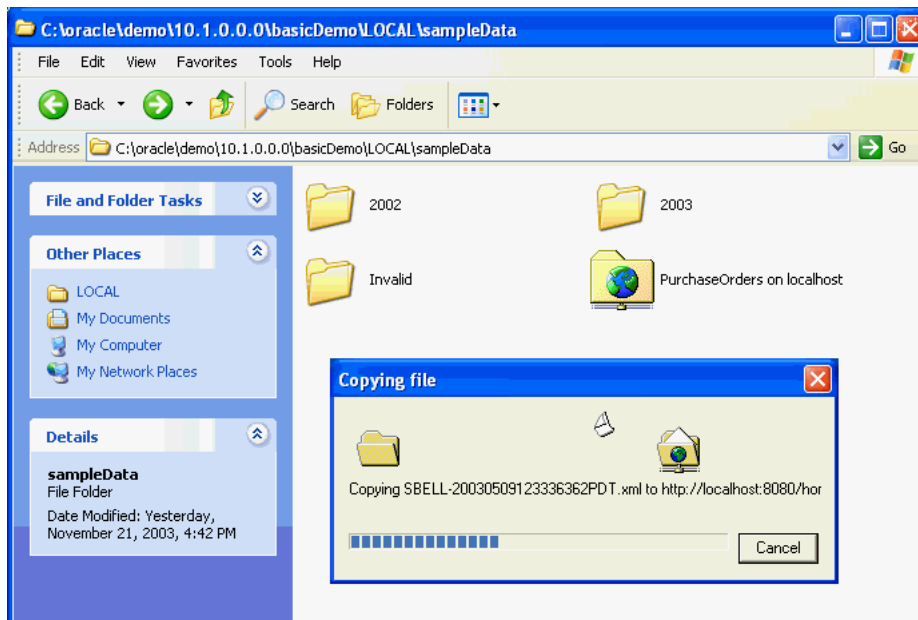 C:\oracle\demo\10.1.0.0.0\basicDemo\LOCAL\sampleData
File Edit View Favorites Tools Help
Back Search Folders
Address C:\oracle\demo\10.1.0.0.0\basicDemo\LOCAL\sampleData Go
File and Folder Tasks
Other Places
LOCAL
My Documents
My Computer
My Network Places
Details
sampleData
File Folder
Date Modified: Yesterday,
November 21, 2003, 4:42 PM
2002 2003
Invalid PurchaseOrders on localhost
Copying file
Copying SBELL-20030509123336362PDT.xml to http://localhost:8080/hor
Cancel